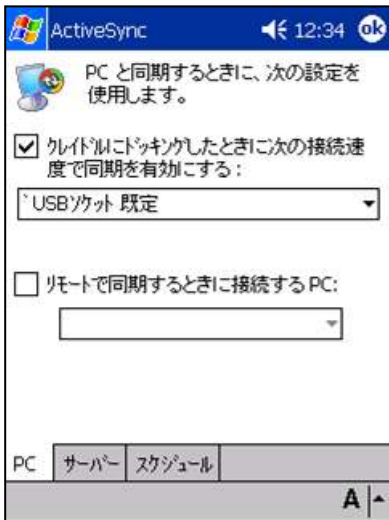 ActiveSync 12:34 ok
PC と同期するときに、次の設定を
使用します。
ｸﾚｲﾄﾞﾙにﾄﾞｯｷﾝｸﾞしたときに次の接続速
度で同期を有効にする:
`USBｿｹｯﾄ 既定
ﾘﾓｰﾄで同期するときに接続する PC:
PC ｻｰﾊﾞｰ ｽｹｼﾞｭｰﾙ
A